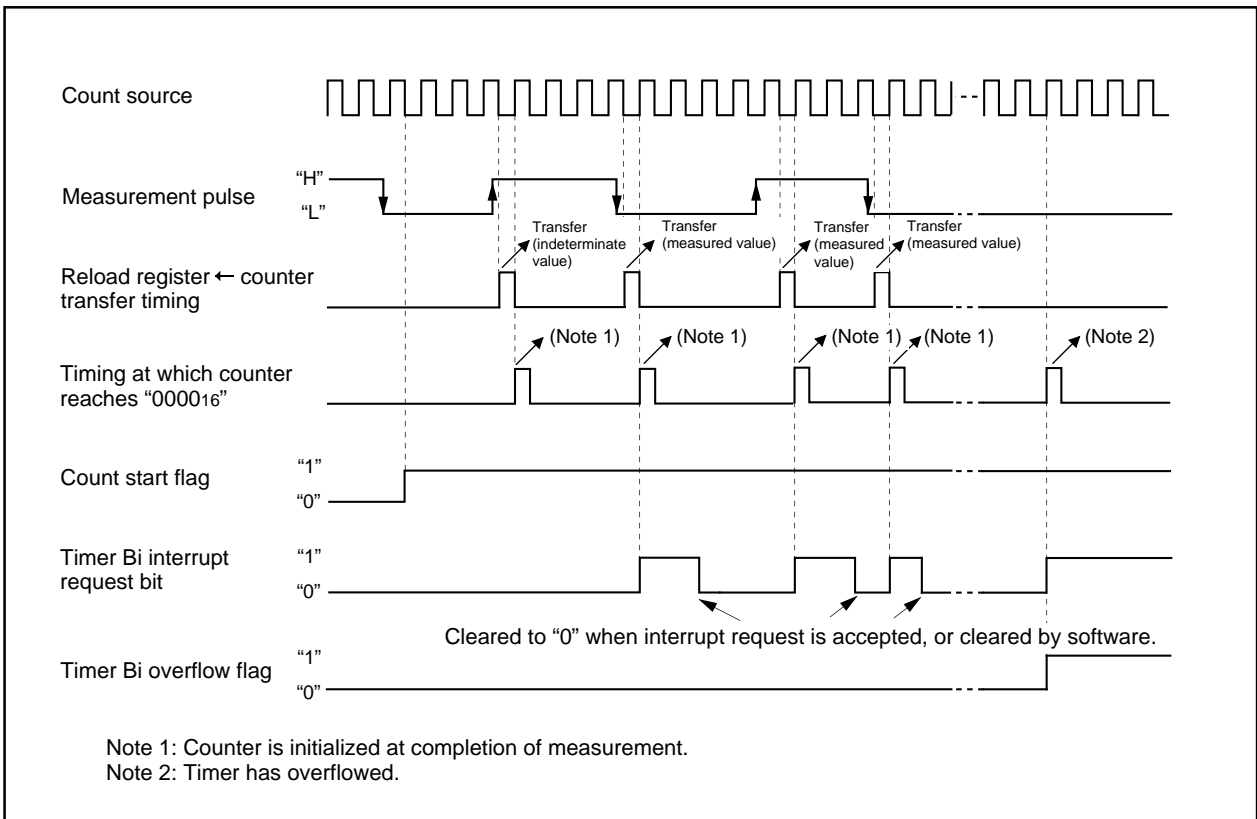 Count source
Measurement pulse
“H”
“L”
Transfer
(indeterminate
value)
Transfer
(measured value)
Transfer
(measured
value)
Transfer
(measured value)
Reload register ← counter
transfer timing
(Note 1)
(Note 1)
(Note 1)
(Note 1)
(Note 2)
Timing at which counter
reaches “000016”
Count start flag
“1”
“0”
Timer Bi interrupt
request bit
“1”
“0”
Cleared to “0” when interrupt request is accepted, or cleared by software.
Timer Bi overflow flag
“1”
“0”
Note 1: Counter is initialized at completion of measurement.
Note 2: Timer has overflowed.